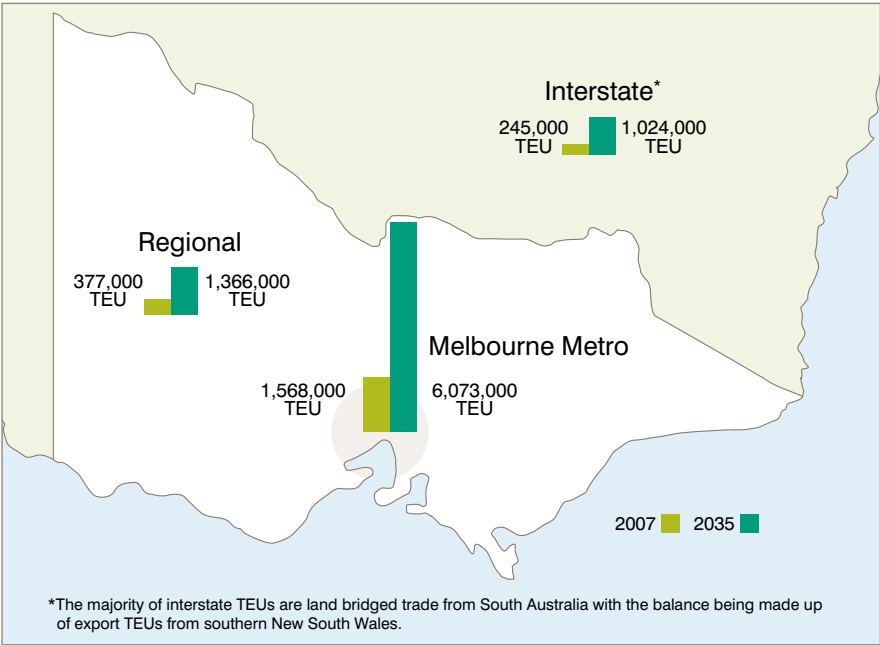 Interstate*
245,000 TEU
1,024,000 TEU
Regional
377,000 TEU
1,366,000 TEU
Melbourne Metro
1,568,000 TEU
6,073,000 TEU
2007 2035
*The majority of interstate TEUs are land bridged trade from South Australia with the balance being made up
of export TEUs from southern New South Wales.